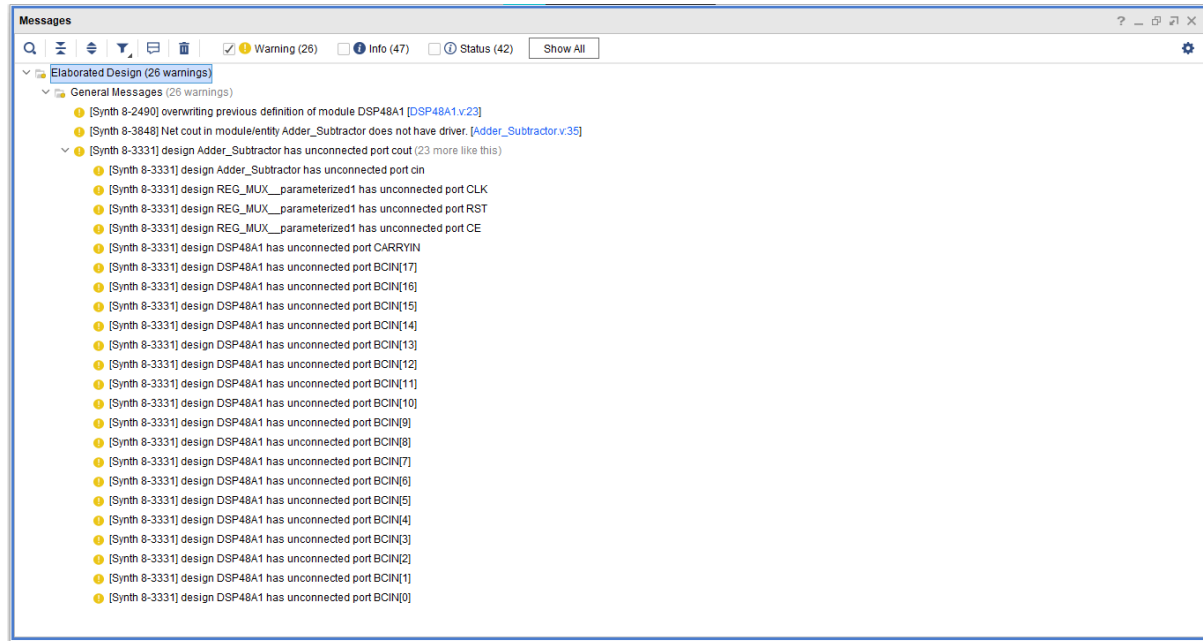 Messages
Warning (26) Info (47) Status (42) Show All
Elaborated Design (26 warnings)
General Messages (26 warnings)
[Synth 8-2490] overwriting previous definition of module DSP48A1 [DSP48A1.v:23]
[Synth 8-3848] Net cout in module/entity Adder_Subtractor does not have driver. [Adder_Subtractor.v:35]
[Synth 8-3331] design Adder_Subtractor has unconnected port cout (23 more like this)
[Synth 8-3331] design Adder_Subtractor has unconnected port cin
[Synth 8-3331] design REG_MUX__parameterized1 has unconnected port CLK
[Synth 8-3331] design REG_MUX__parameterized1 has unconnected port RST
[Synth 8-3331] design REG_MUX__parameterized1 has unconnected port CE
[Synth 8-3331] design DSP48A1 has unconnected port CARRYIN
[Synth 8-3331] design DSP48A1 has unconnected port BCIN[17]
[Synth 8-3331] design DSP48A1 has unconnected port BCIN[16]
[Synth 8-3331] design DSP48A1 has unconnected port BCIN[15]
[Synth 8-3331] design DSP48A1 has unconnected port BCIN[14]
[Synth 8-3331] design DSP48A1 has unconnected port BCIN[13]
[Synth 8-3331] design DSP48A1 has unconnected port BCIN[12]
[Synth 8-3331] design DSP48A1 has unconnected port BCIN[11]
[Synth 8-3331] design DSP48A1 has unconnected port BCIN[10]
[Synth 8-3331] design DSP48A1 has unconnected port BCIN[9]
[Synth 8-3331] design DSP48A1 has unconnected port BCIN[8]
[Synth 8-3331] design DSP48A1 has unconnected port BCIN[7]
[Synth 8-3331] design DSP48A1 has unconnected port BCIN[6]
[Synth 8-3331] design DSP48A1 has unconnected port BCIN[5]
[Synth 8-3331] design DSP48A1 has unconnected port BCIN[4]
[Synth 8-3331] design DSP48A1 has unconnected port BCIN[3]
[Synth 8-3331] design DSP48A1 has unconnected port BCIN[2]
[Synth 8-3331] design DSP48A1 has unconnected port BCIN[1]
[Synth 8-3331] design DSP48A1 has unconnected port BCIN[0]